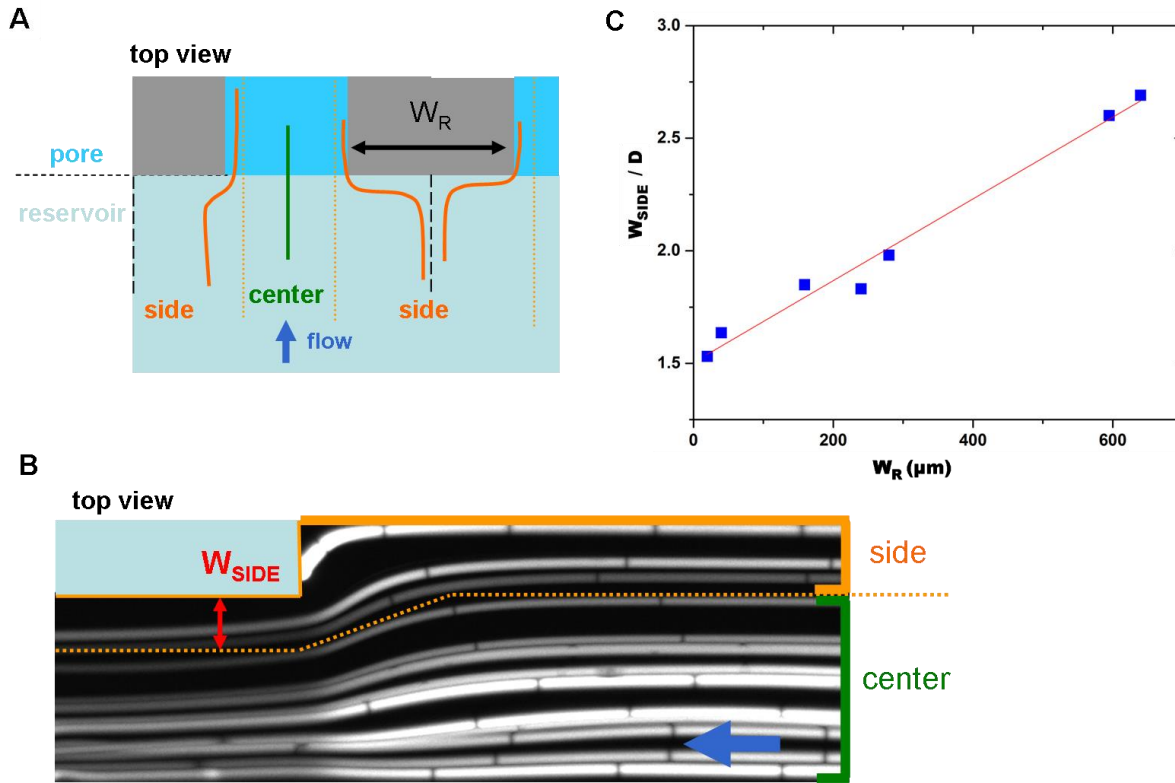 A
top view
W_R
pore
reservoir
side
center
side
flow
B
top view
W_SIDE
side
center
C
3.0
2.5
2.0
1.5
0
200
400
600
W_SIDE / D
W_R (µm)